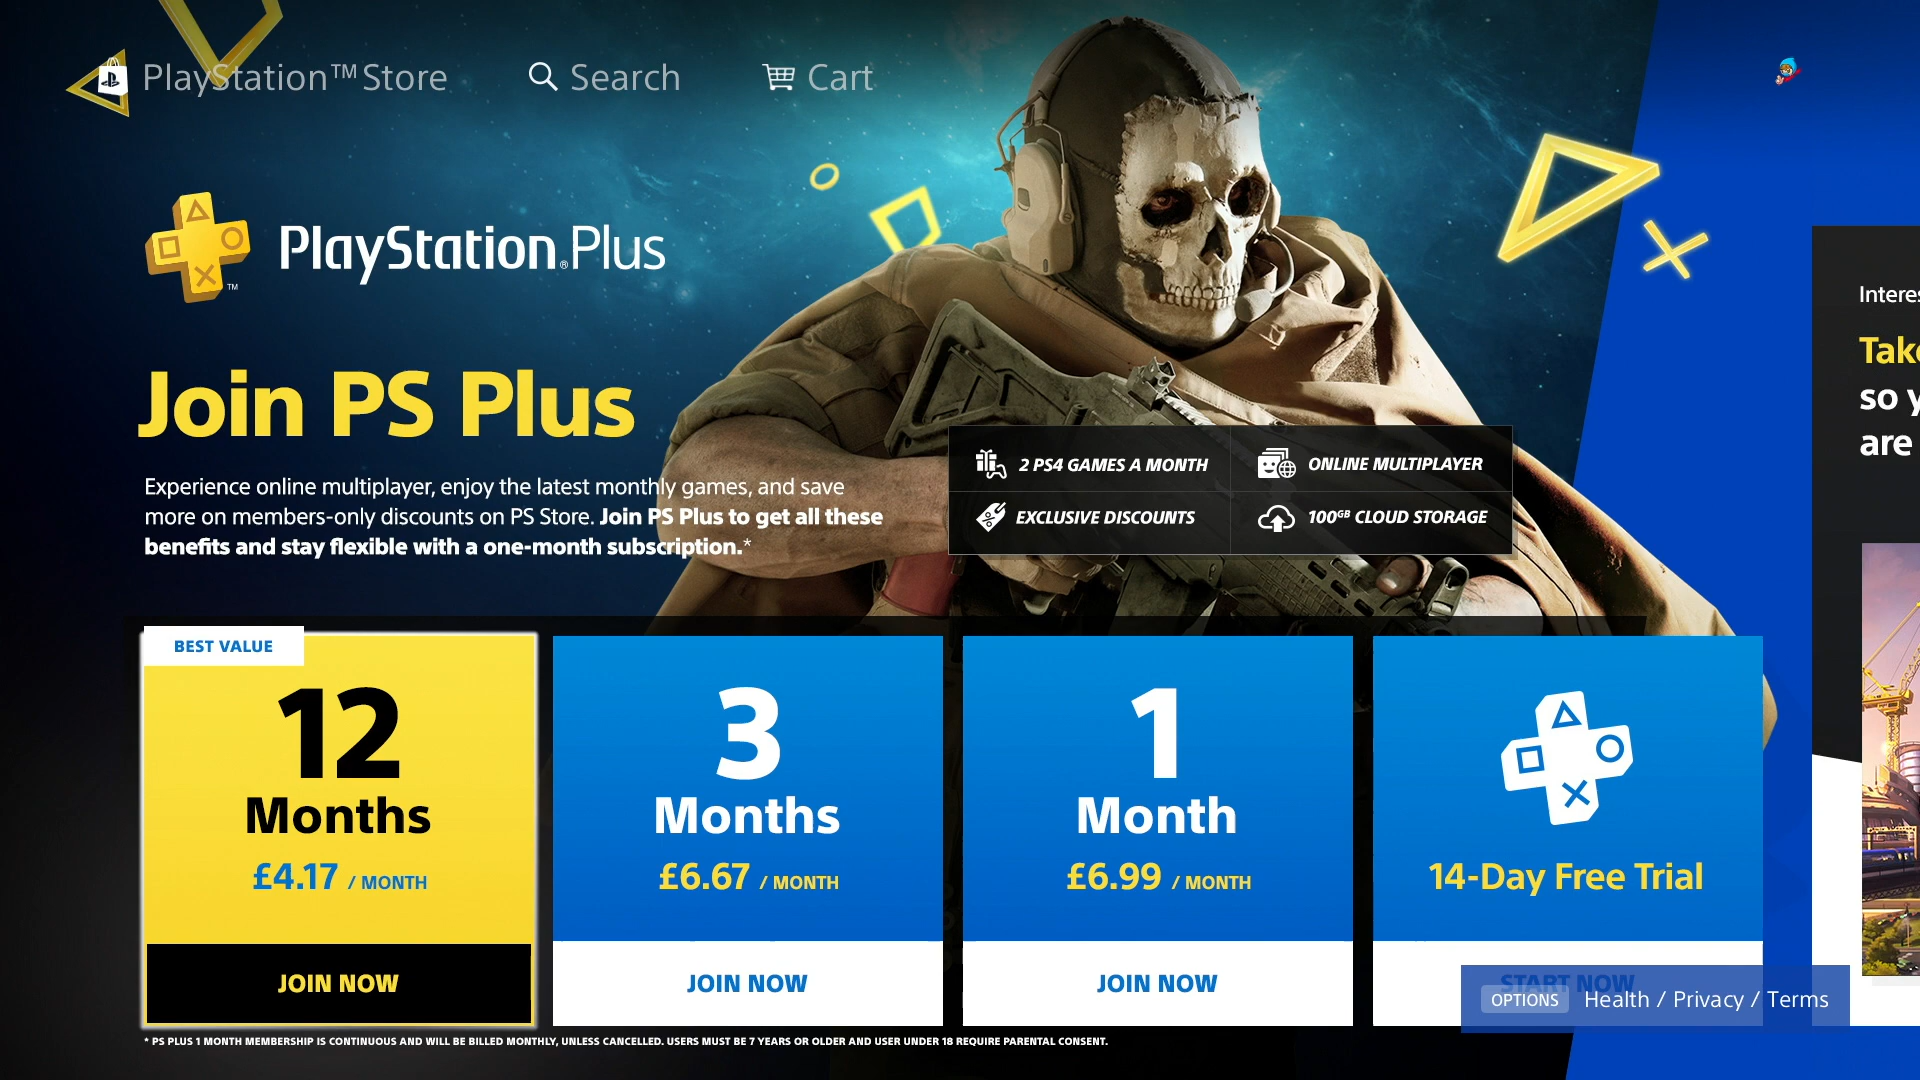 PlayStation™Store
Search
Cart
PlayStation®Plus
TM
Join PS Plus
Experience online multiplayer, enjoy the latest monthly games, and save
more on members-only discounts on PS Store. Join PS Plus to get all these
benefits and stay flexible with a one-month subscription.*
2 PS4 GAMES A MONTH
ONLINE MULTIPLAYER
EXCLUSIVE DISCOUNTS
100GB CLOUD STORAGE
Interes
Take
so y
are
BEST VALUE
12
Months
£4.17 / MONTH
JOIN NOW
3
Months
£6.67 / MONTH
JOIN NOW
1
Month
£6.99 / MONTH
JOIN NOW
14-Day Free Trial
START NOW
OPTIONS Health / Privacy / Terms
* PS PLUS 1 MONTH MEMBERSHIP IS CONTINUOUS AND WILL BE BILLED MONTHLY, UNLESS CANCELLED. USERS MUST BE 7 YEARS OR OLDER AND USER UNDER 18 REQUIRE PARENTAL CONSENT.